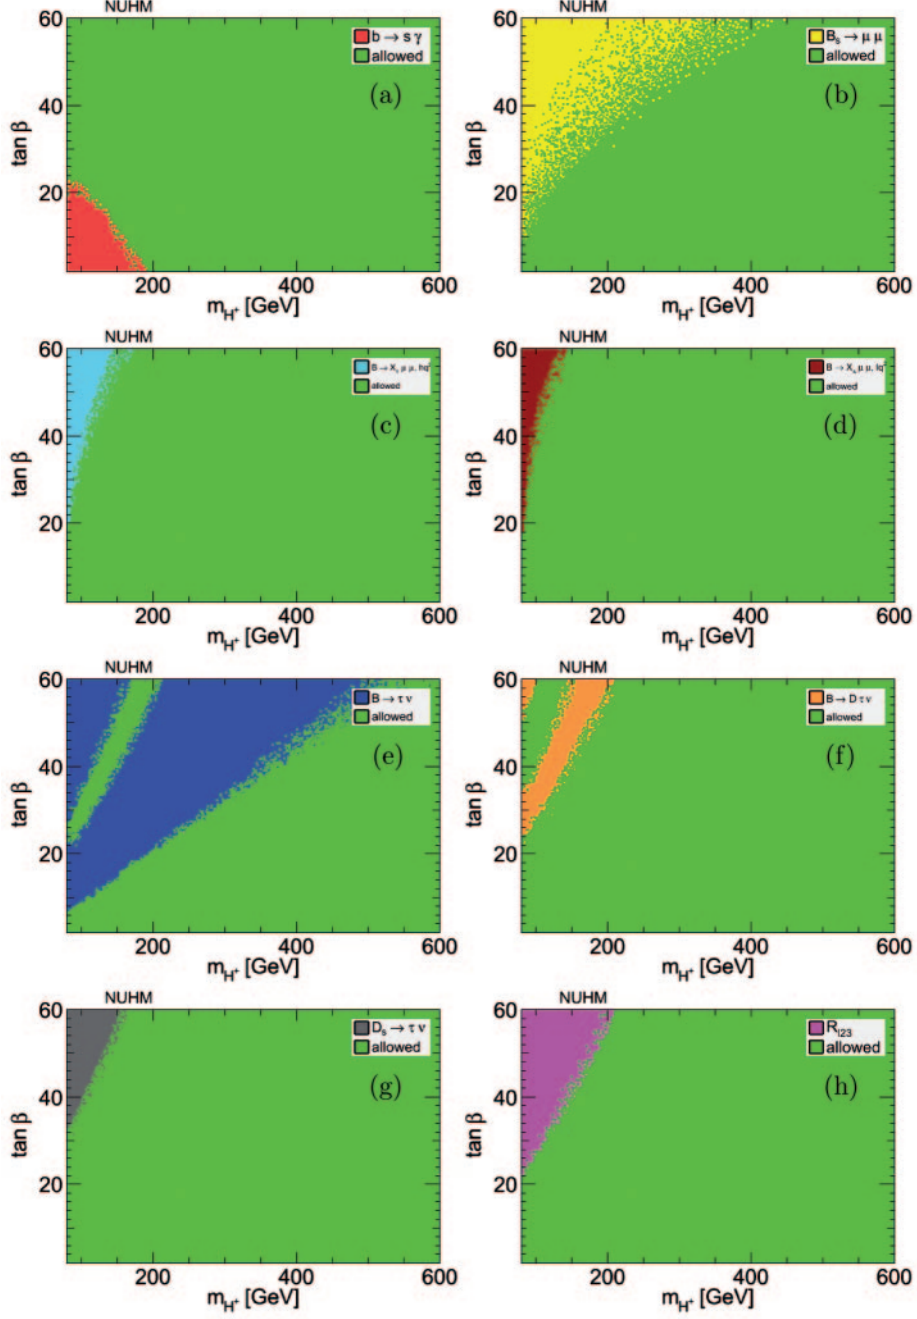 NUHM
tan β
60
40
20
200
400
600
m_H⁺ [GeV]
b → s γ
allowed
(a)
NUHM
tan β
60
40
20
200
400
600
m_H⁺ [GeV]
B_s → μ μ
allowed
(b)
NUHM
tan β
60
40
20
200
400
600
m_H⁺ [GeV]
B → X_s μ μ, hq²
allowed
(c)
NUHM
tan β
60
40
20
200
400
600
m_H⁺ [GeV]
B → X_s μ μ, lq²
allowed
(d)
NUHM
tan β
60
40
20
200
400
600
m_H⁺ [GeV]
B → τ ν
allowed
(e)
NUHM
tan β
60
40
20
200
400
600
m_H⁺ [GeV]
B → D τ ν
allowed
(f)
NUHM
tan β
60
40
20
200
400
600
m_H⁺ [GeV]
D_s → τ ν
allowed
(g)
NUHM
tan β
60
40
20
200
400
600
m_H⁺ [GeV]
R_l23
allowed
(h)